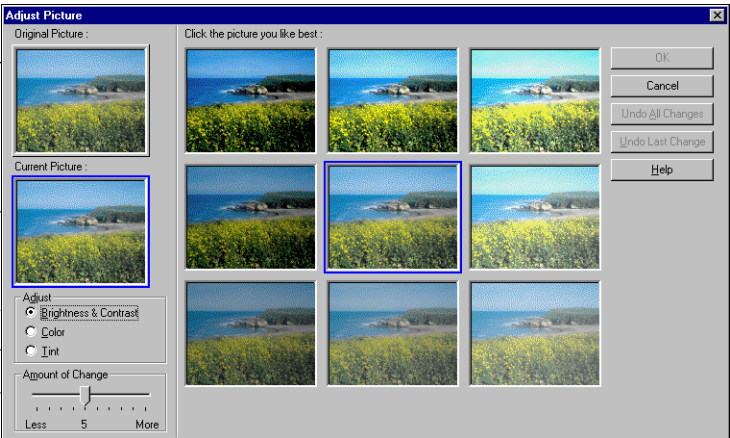 Adjust Picture
Original Picture :
Click the picture you like best :
OK
Cancel
Undo All Changes
Undo Last Change
Help
Current Picture :
Adjust
Brightness & Contrast
Color
Tint
Amount of Change
Less 5 More